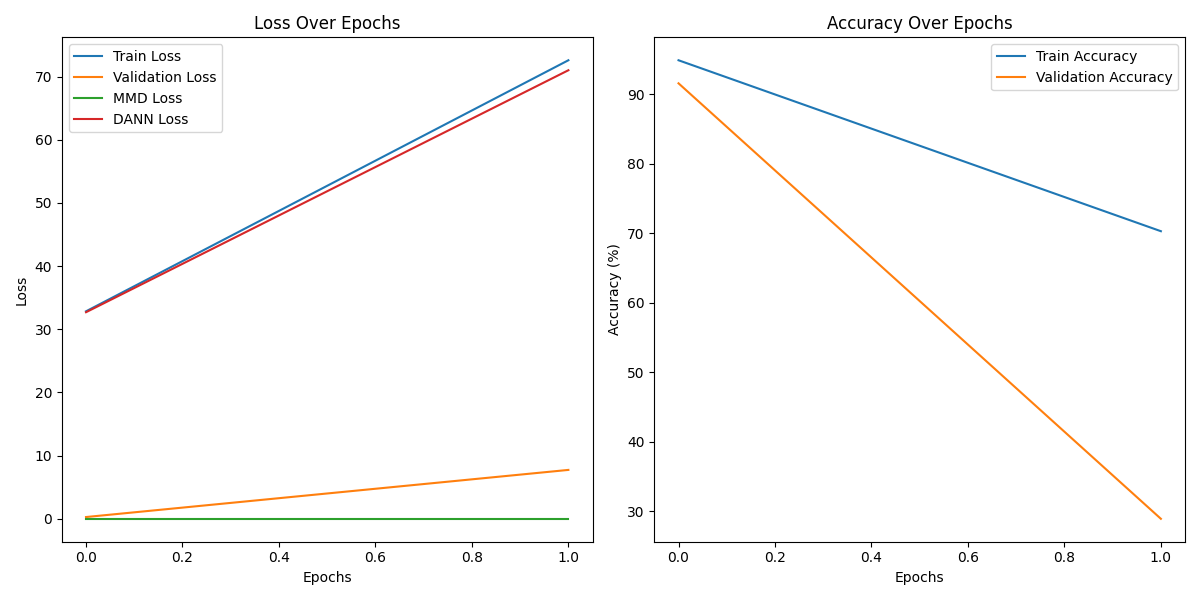 Loss Over Epochs
Train Loss
Validation Loss
MMD Loss
DANN Loss
70
60
50
40
30
20
10
0
Loss
0.0 0.2 0.4 0.6 0.8 1.0
Epochs
Accuracy Over Epochs
Train Accuracy
Validation Accuracy
90
80
70
60
50
40
30
Accuracy (%)
0.0 0.2 0.4 0.6 0.8 1.0
Epochs